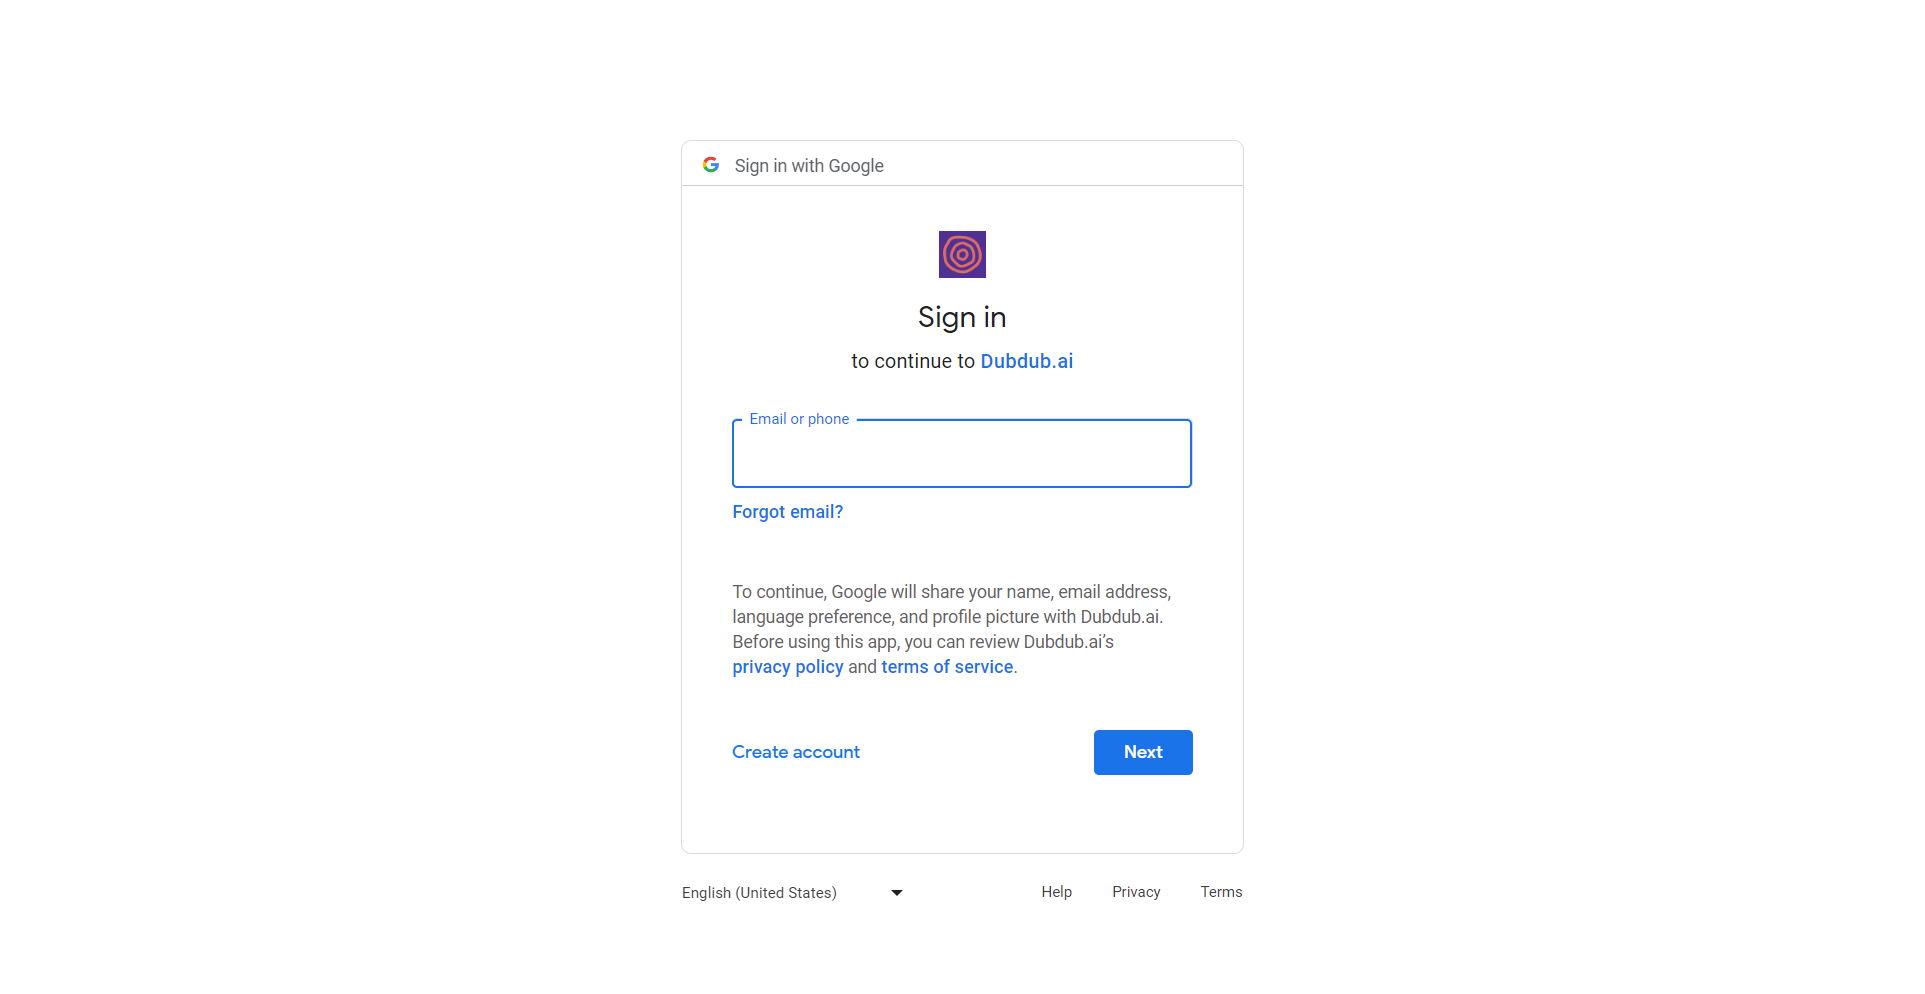 Sign in with Google
Sign in
to continue to Dubdub.ai
Email or phone
Forgot email?
To continue, Google will share your name, email address,
language preference, and profile picture with Dubdub.ai.
Before using this app, you can review Dubdub.ai’s
privacy policy and terms of service.
Create account
Next
English (United States)
Help
Privacy
Terms